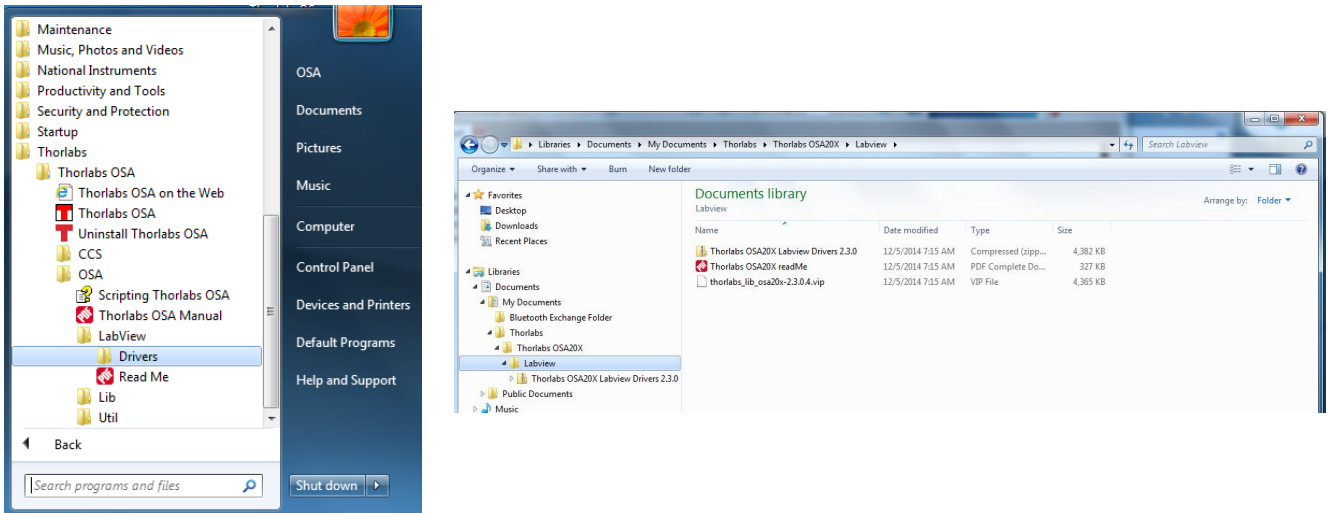 Maintenance
Music, Photos and Videos
National Instruments
Productivity and Tools
Security and Protection
Startup
Thorlabs
Thorlabs OSA
Thorlabs OSA on the Web
Thorlabs OSA
Uninstall Thorlabs OSA
CCS
OSA
Scripting Thorlabs OSA
Thorlabs OSA Manual
LabView
Drivers
Read Me
Lib
Util
Back
Search programs and files
OSA
Documents
Pictures
Music
Computer
Control Panel
Devices and Printers
Default Programs
Help and Support
Shut down
Libraries Documents My Documents Thorlabs Thorlabs OSA20X Labview Search Labview
Organize Share with Burn New folder
Favorites
Desktop
Downloads
Recent Places
Libraries
Documents
My Documents
Bluetooth Exchange Folder
Thorlabs
Thorlabs OSA20X
Labview
Thorlabs OSA20X Labview Drivers 2.3.0
Public Documents
Music
Documents library
Labview
Arrange by: Folder
Name Date modified Type Size
Thorlabs OSA20X Labview Drivers 2.3.0 12/5/2014 7:15 AM Compressed (zipp... 4,382 KB
Thorlabs OSA20X readMe 12/5/2014 7:15 AM PDF Complete Do... 327 KB
thorlabs_lib_osa20x-2.3.0.4.vip 12/5/2014 7:15 AM VIP File 4,365 KB